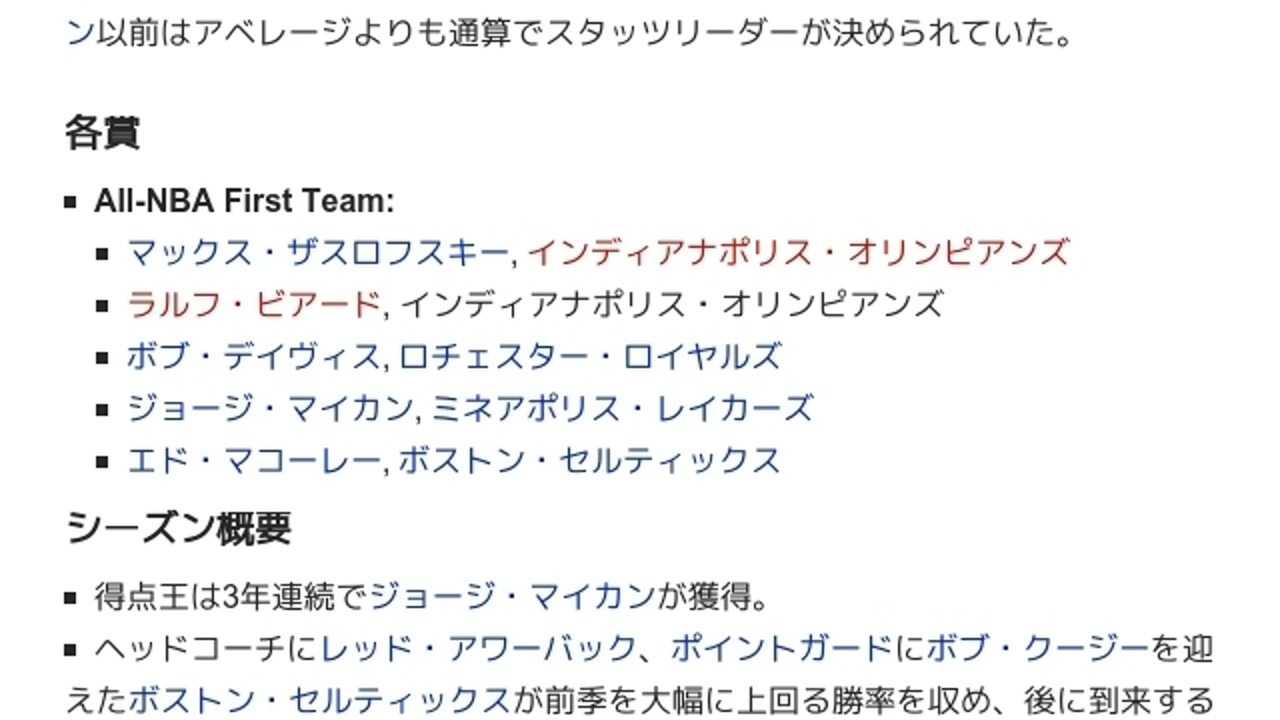 ン以前はアベレージよりも通算でスタッツリーダーが決められていた。
各賞
▪ All-NBA First Team:
▪ マックス・ザスロフスキー, インディアナポリス・オリンピアンズ
▪ ラルフ・ビアード, インディアナポリス・オリンピアンズ
▪ ボブ・デイヴィス, ロチェスター・ロイヤルズ
▪ ジョージ・マイカン, ミネアポリス・レイカーズ
▪ エド・マコーレー, ボストン・セルティックス
シーズン概要
▪ 得点王は3年連続でジョージ・マイカンが獲得。
▪ ヘッドコーチにレッド・アワーバック、ポイントガードにボブ・クージーを迎
えたボストン・セルティックスが前季を大幅に上回る勝率を収め、後に到来する